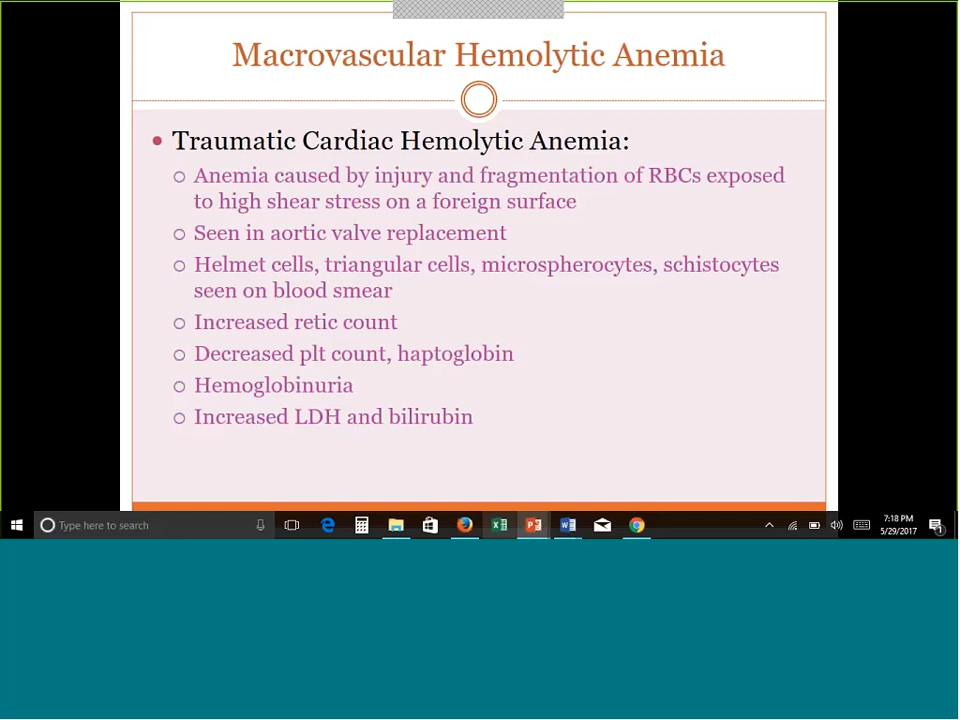 Macrovascular Hemolytic Anemia
Traumatic Cardiac Hemolytic Anemia:
Anemia caused by injury and fragmentation of RBCs exposed
to high shear stress on a foreign surface
Seen in aortic valve replacement
Helmet cells, triangular cells, microspherocytes, schistocytes
seen on blood smear
Increased retic count
Decreased plt count, haptoglobin
Hemoglobinuria
Increased LDH and bilirubin
Type here to search
7:18 PM
5/29/2017
1